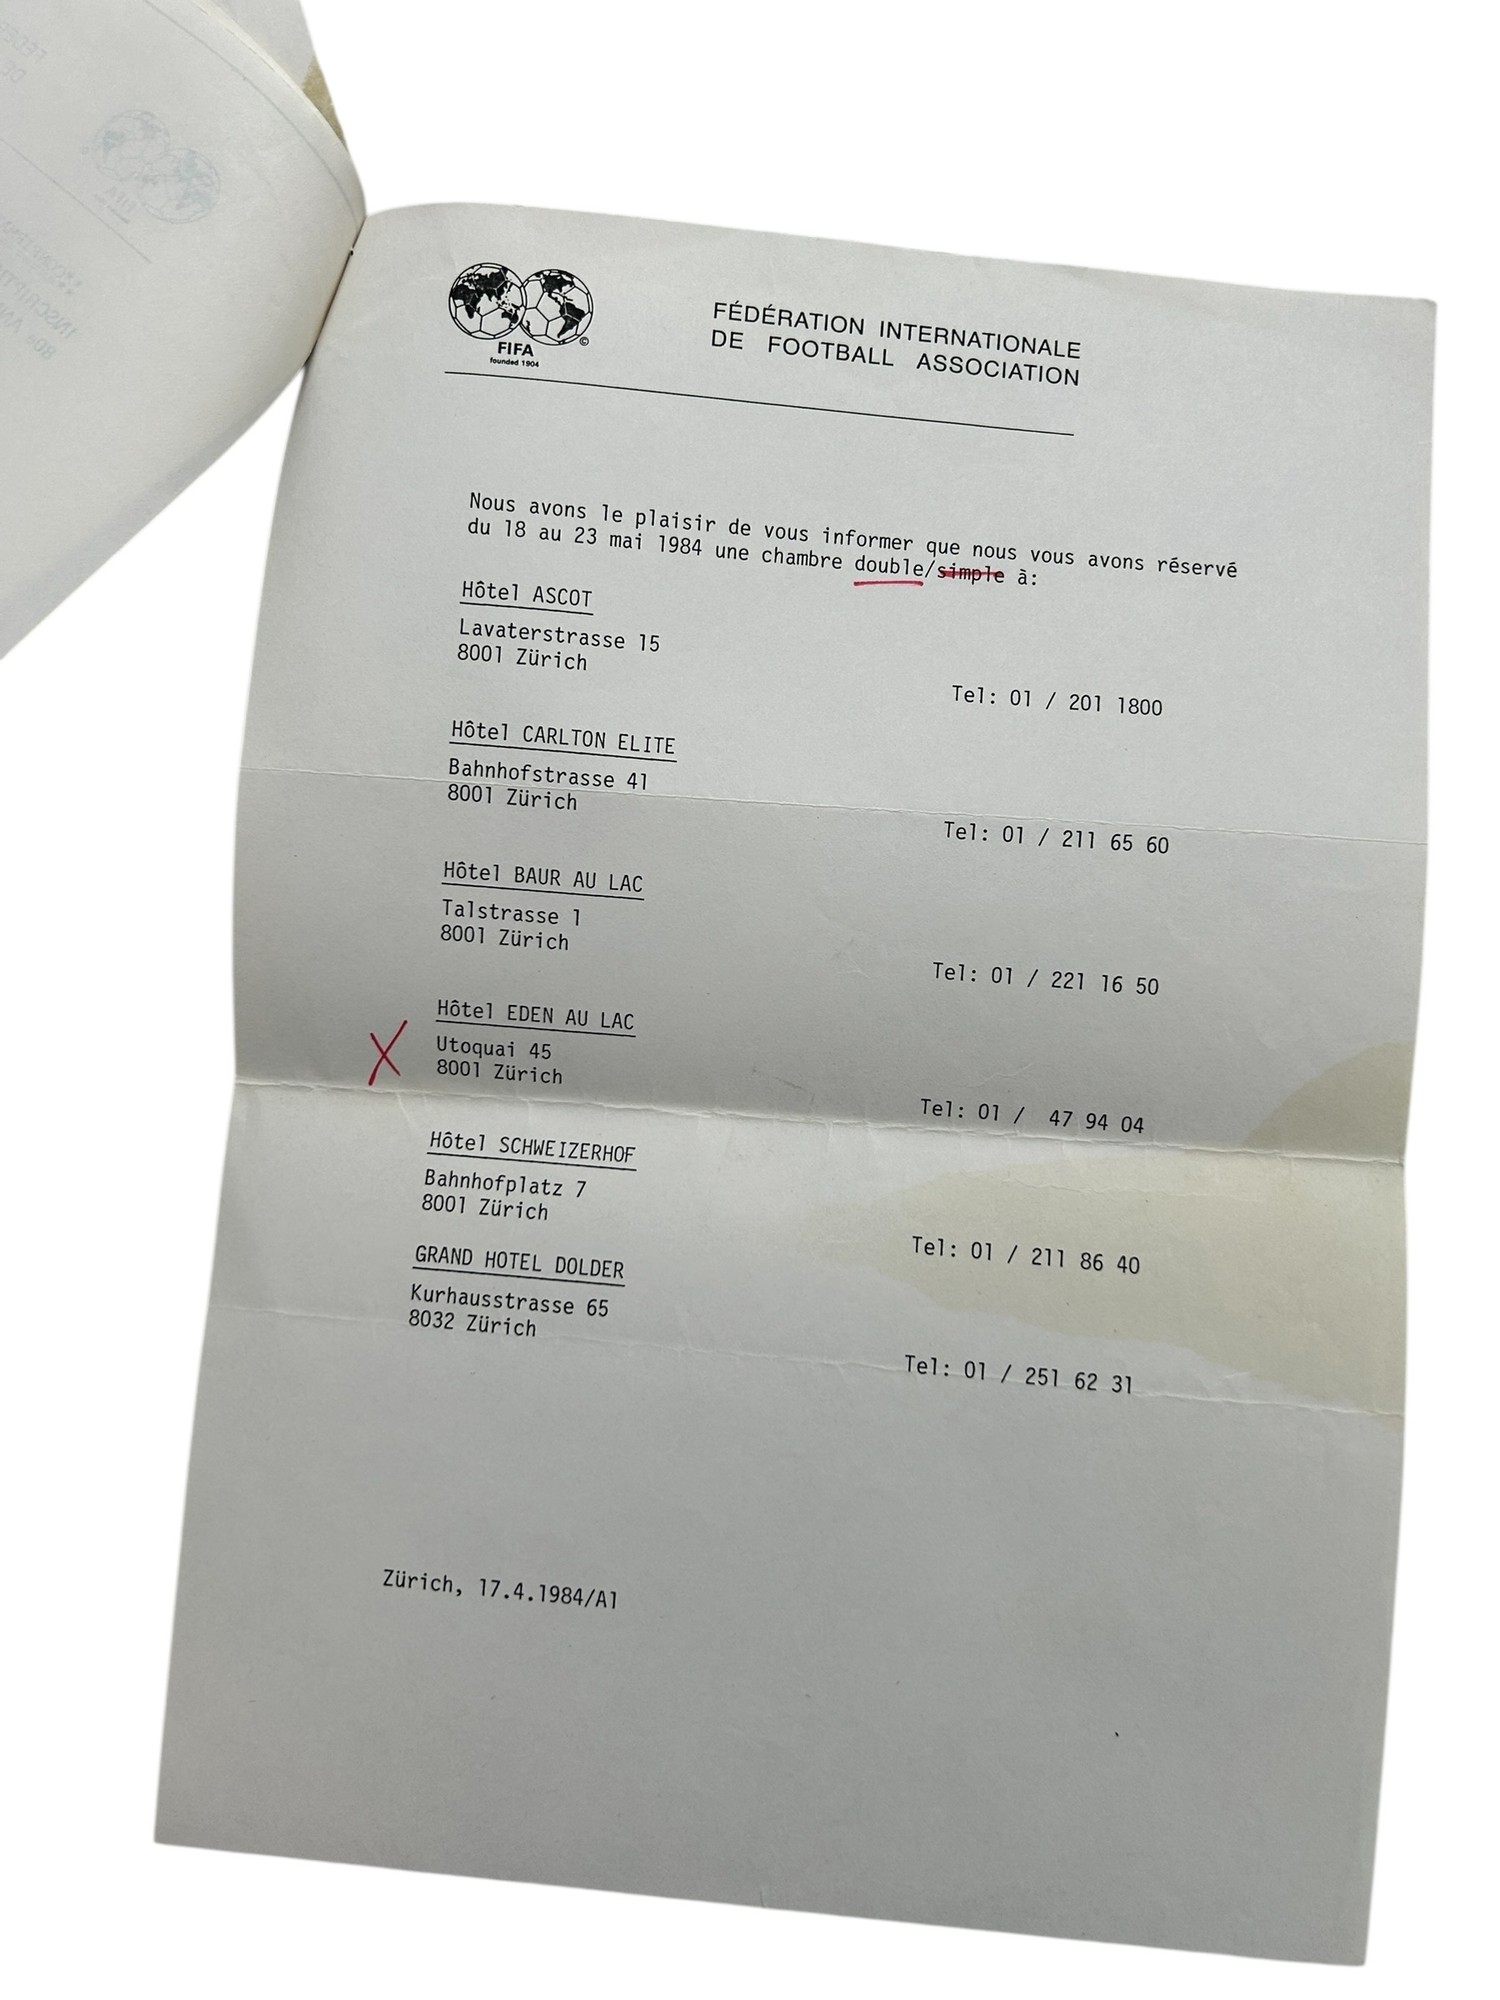 FIFA
founded 1904
FÉDÉRATION INTERNATIONALE
DE FOOTBALL ASSOCIATION
Nous avons le plaisir de vous informer que nous vous avons réservé
du 18 au 23 mai 1984 une chambre double/simple à:
Hôtel ASCOT
Lavaterstrasse 15
8001 Zürich
Tel: 01 / 201 1800
Hôtel CARLTON ELITE
Bahnhofstrasse 41
8001 Zürich
Tel: 01 / 211 65 60
Hôtel BAUR AU LAC
Talstrasse 1
8001 Zürich
Tel: 01 / 221 16 50
Hôtel EDEN AU LAC
X Utoquai 45
8001 Zürich
Tel: 01 / 47 94 04
Hôtel SCHWEIZERHOF
Bahnhofplatz 7
8001 Zürich
Tel: 01 / 211 86 40
GRAND HOTEL DOLDER
Kurhausstrasse 65
8032 Zürich
Tel: 01 / 251 62 31
Zürich, 17.4.1984/Al